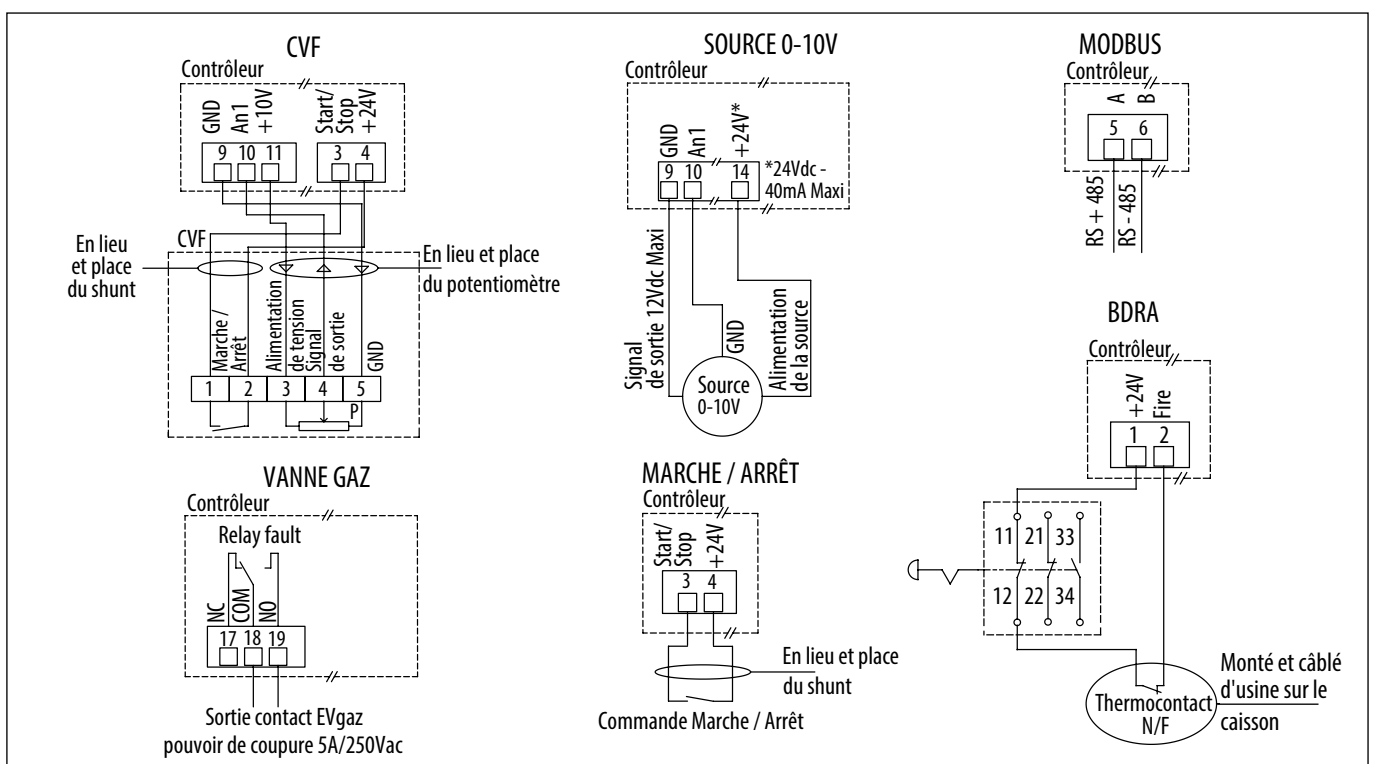 CVF
Contrôleur
GND
An1
+10V
Start/
Stop
+24V
9 10 11
3 4
CVF
En lieu
et place
du shunt
En lieu et place
du potentiomètre
Marche /
Arrêt
Alimentation
de tension
Signal
de sortie
GND
1 2 3 4 5
P
SOURCE 0-10V
Contrôleur
GND
An1
+24V*
9 10 14
*24Vdc -
40mA Maxi
Signal
de sortie 12Vdc Maxi
GND
Alimentation
de la source
Source
0-10V
MODBUS
Contrôleur
A
B
5 6
RS + 485
RS - 485
BDRA
Contrôleur
+24V
Fire
1 2
11 21 33
12 22 34
Thermocontact
N/F
Monté et câblé
d'usine sur le
caisson
VANNE GAZ
Contrôleur
Relay fault
NC
COM
NO
17 18 19
Sortie contact EVgaz
pouvoir de coupure 5A/250Vac
MARCHE / ARRÊT
Contrôleur
Start/
Stop
+24V
3 4
En lieu et place
du shunt
Commande Marche / Arrêt